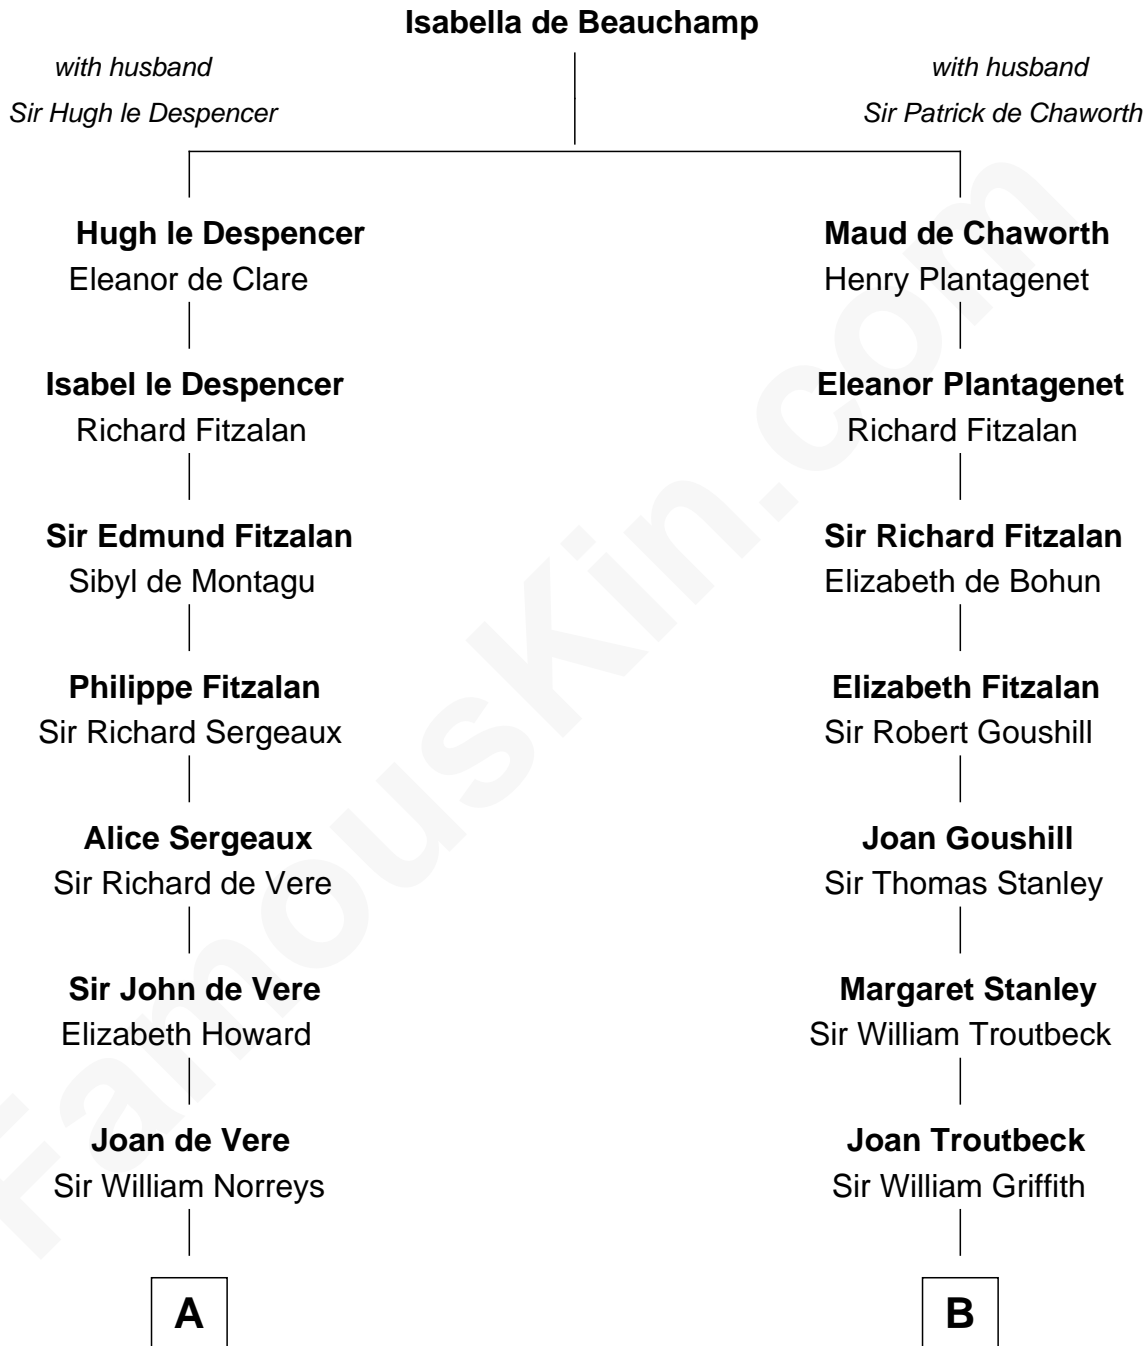 Isabella de Beauchamp
with husband
Sir Hugh le Despencer
with husband
Sir Patrick de Chaworth
Hugh le Despencer
Eleanor de Clare
Maud de Chaworth
Henry Plantagenet
Isabel le Despencer
Richard Fitzalan
Eleanor Plantagenet
Richard Fitzalan
Sir Edmund Fitzalan
Sibyl de Montagu
Sir Richard Fitzalan
Elizabeth de Bohun
Philippe Fitzalan
Sir Richard Sergeaux
Elizabeth Fitzalan
Sir Robert Goushill
Alice Sergeaux
Sir Richard de Vere
Joan Goushill
Sir Thomas Stanley
Sir John de Vere
Elizabeth Howard
Margaret Stanley
Sir William Troutbeck
Joan de Vere
Sir William Norreys
Joan Troutbeck
Sir William Griffith
A
B
FamousKin.com